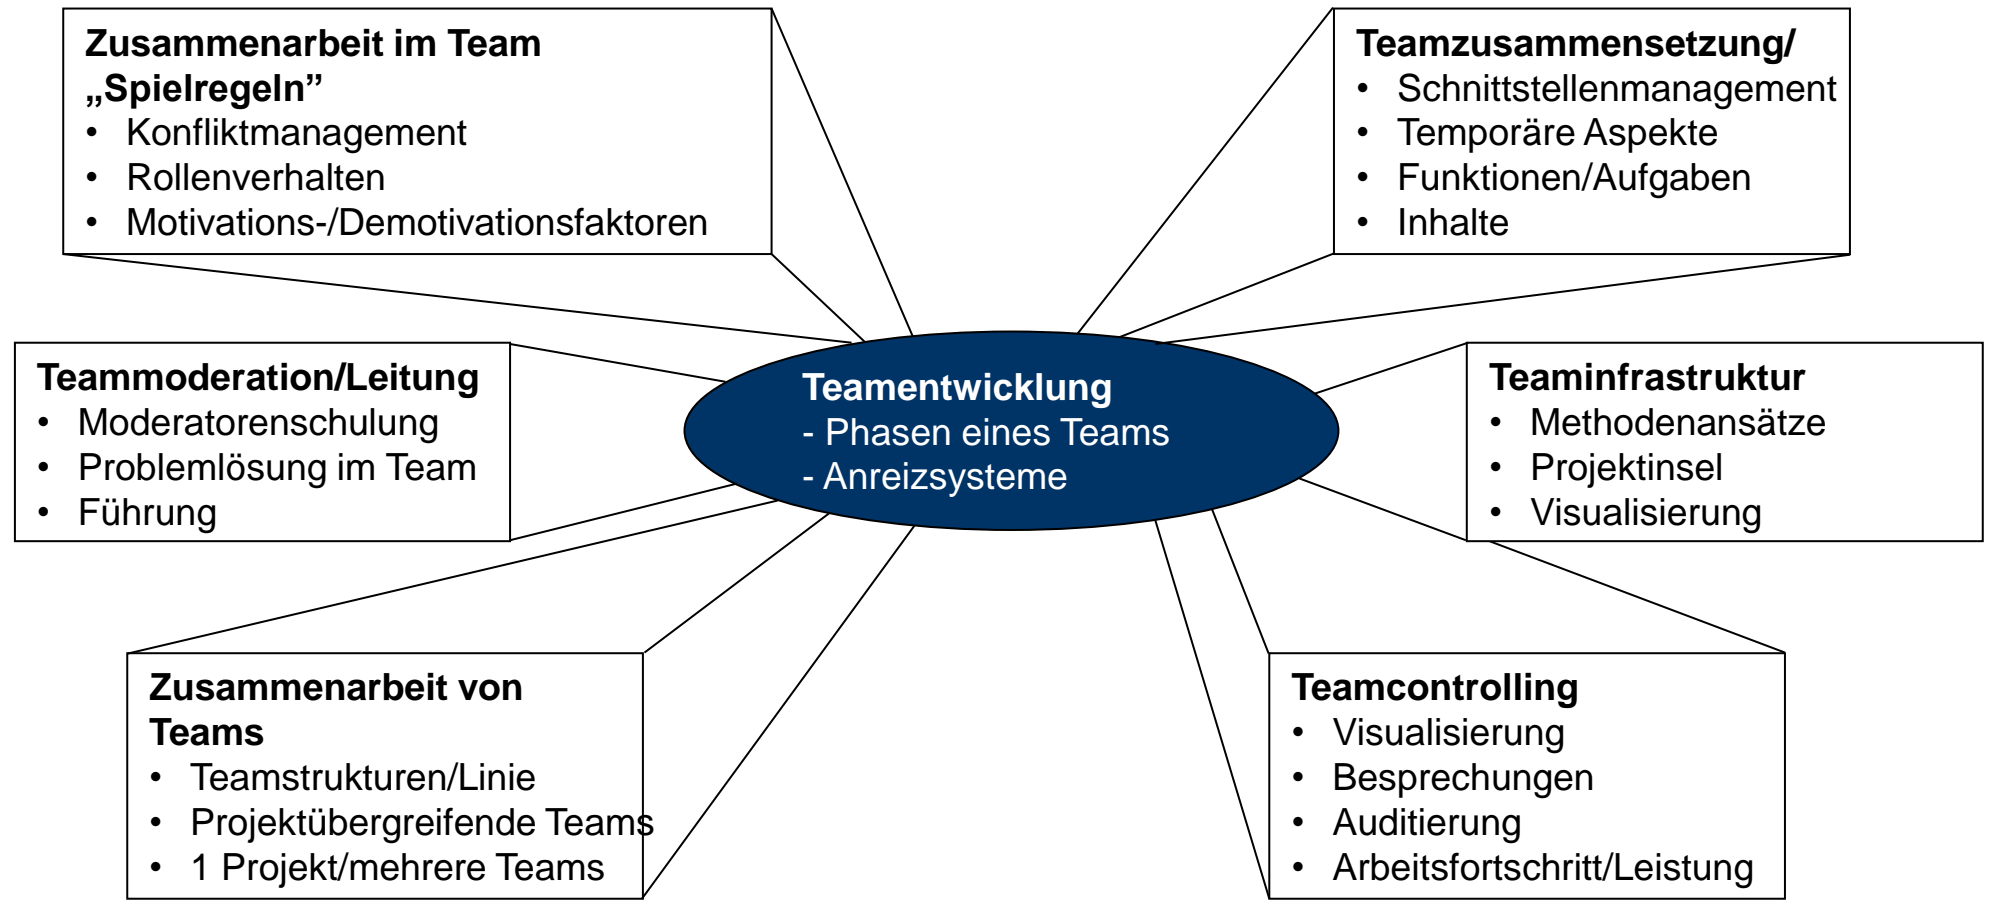 Zusammenarbeit im Team
„Spielregeln”
• Konfliktmanagement
• Rollenverhalten
• Motivations-/Demotivationsfaktoren
Teamzusammensetzung/
• Schnittstellenmanagement
• Temporäre Aspekte
• Funktionen/Aufgaben
• Inhalte
Teammoderation/Leitung
• Moderatorenschulung
• Problemlösung im Team
• Führung
Teamentwicklung
- Phasen eines Teams
- Anreizsysteme
Teaminfrastruktur
• Methodenansätze
• Projektinsel
• Visualisierung
Zusammenarbeit von
Teams
• Teamstrukturen/Linie
• Projektübergreifende Teams
• 1 Projekt/mehrere Teams
Teamcontrolling
• Visualisierung
• Besprechungen
• Auditierung
• Arbeitsfortschritt/Leistung